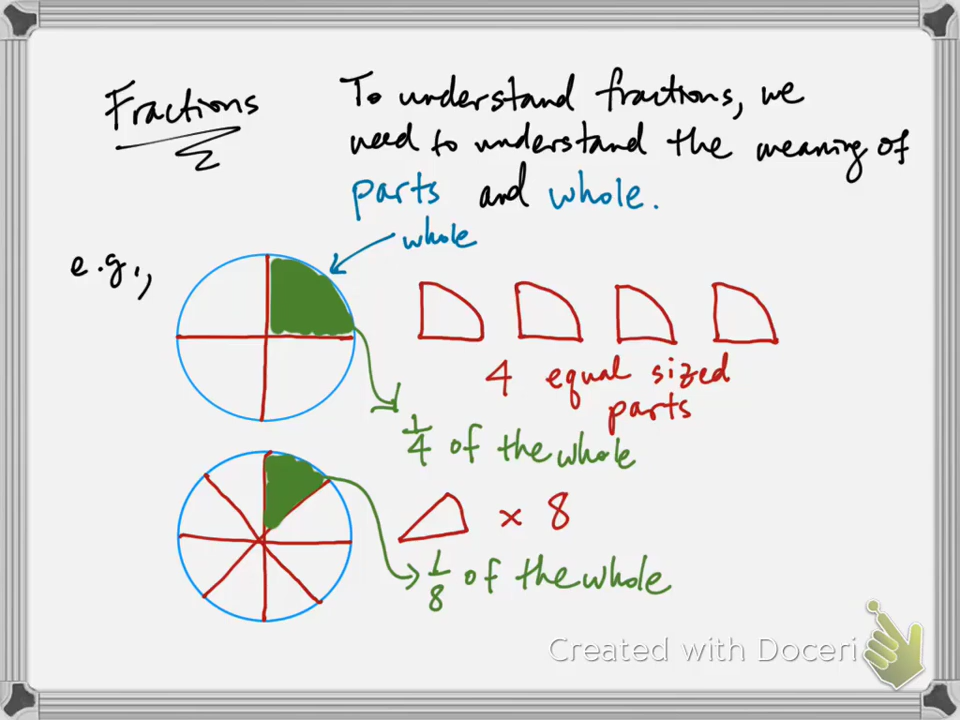 Fractions
To understand fractions, we
need to understand the meaning of
parts and whole.
whole
e.g.,
4 equal sized
parts
1/4 of the whole
× 8
1/8 of the whole
Created with Doceri